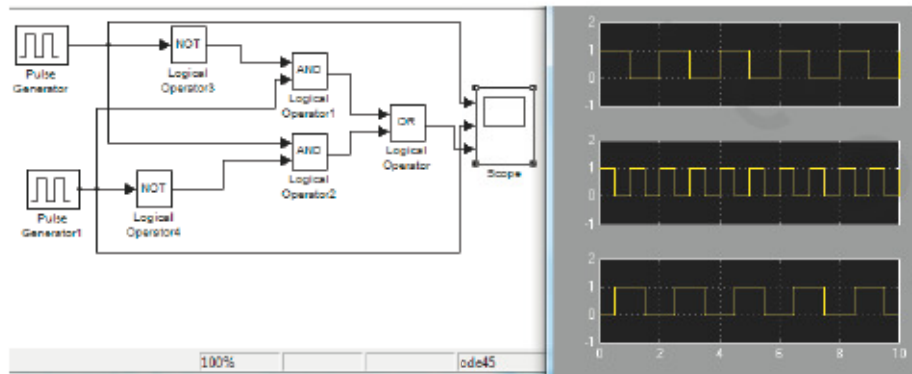 Pulse
Generator
NOT
Logical
Operator3
AND
Logical
Operator1
OR
Logical
Operator
Scope
AND
Logical
Operator2
Pulse
Generator1
NOT
Logical
Operator4
100%
ode45
2
1
0
-1
2
1
0
-1
2
1
0
-1
0 2 4 6 8 10